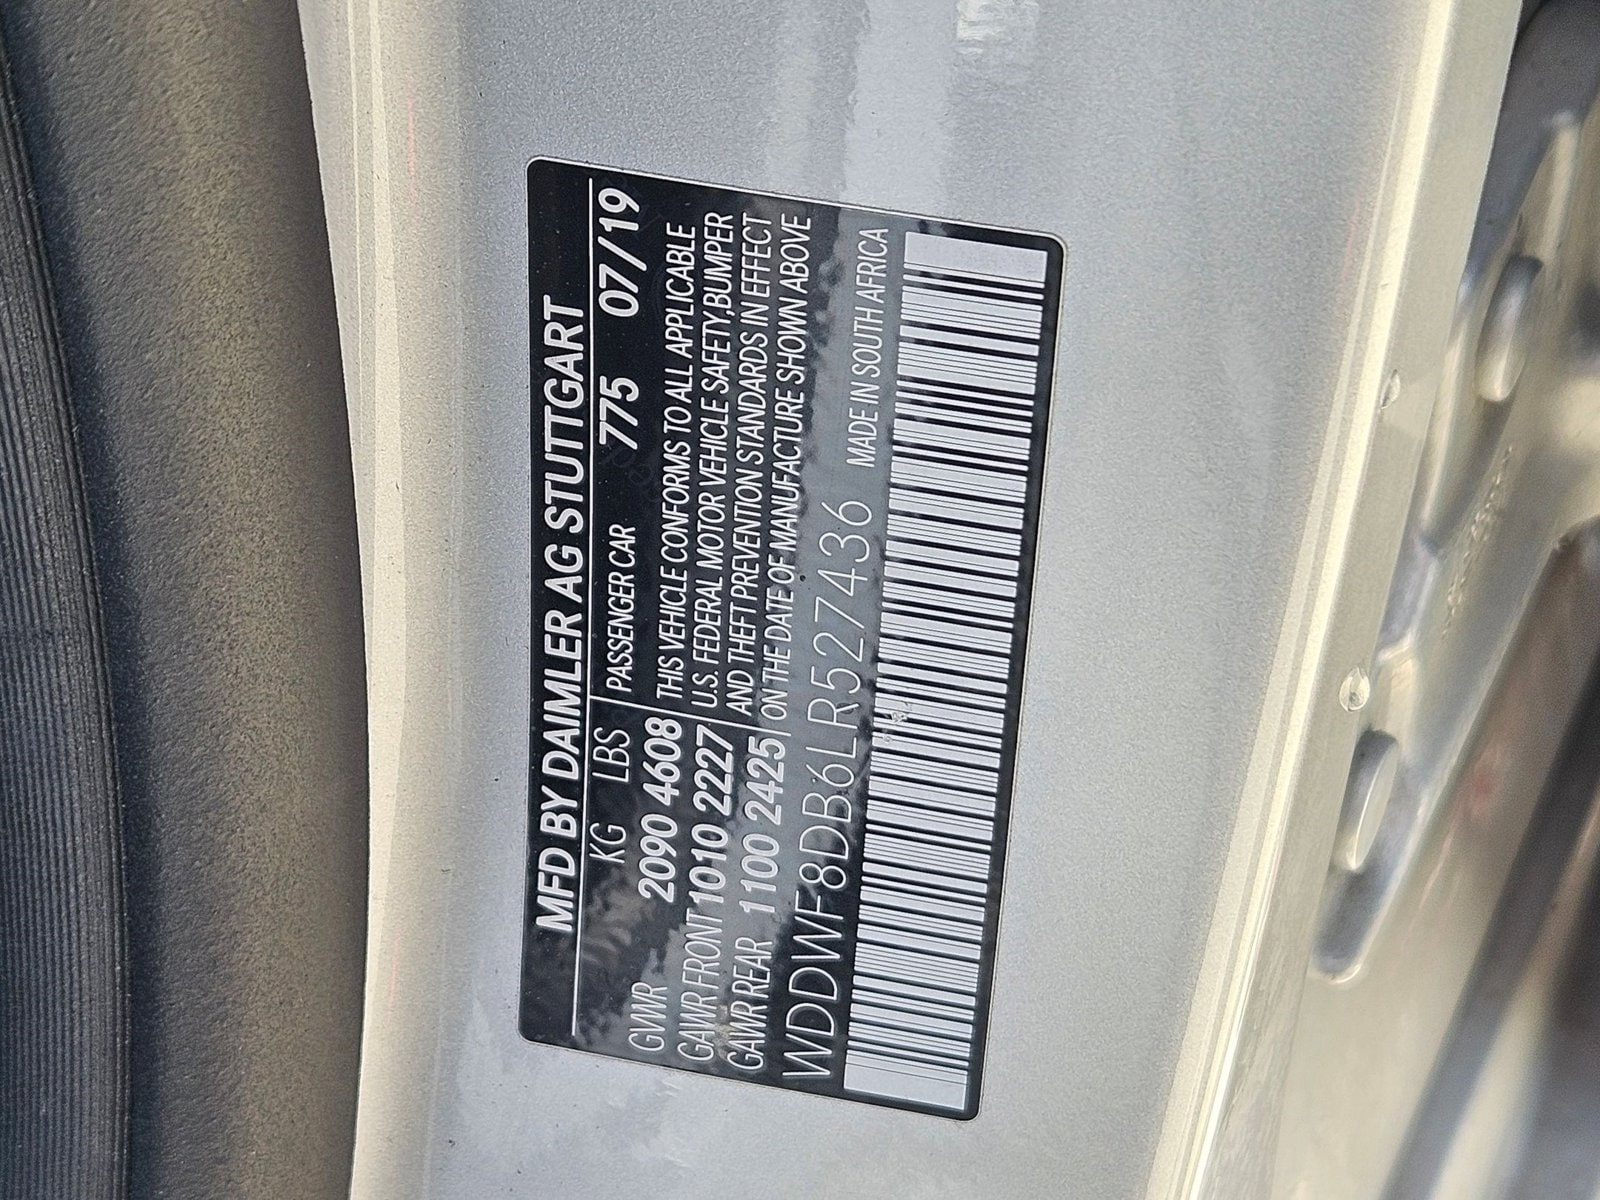 MFD BY DAIMLER AG STUTTGART
KG LBS PASSENGER CAR 775 07/19
GVWR 2090 4608 THIS VEHICLE CONFORMS TO ALL APPLICABLE
GAWR FRONT 1010 2227 U.S. FEDERAL MOTOR VEHICLE SAFETY,BUMPER
GAWR REAR 1100 2425 AND THEFT PREVENTION STANDARDS IN EFFECT
ON THE DATE OF MANUFACTURE SHOWN ABOVE
WDDWF8DB6LR527436 MADE IN SOUTH AFRICA